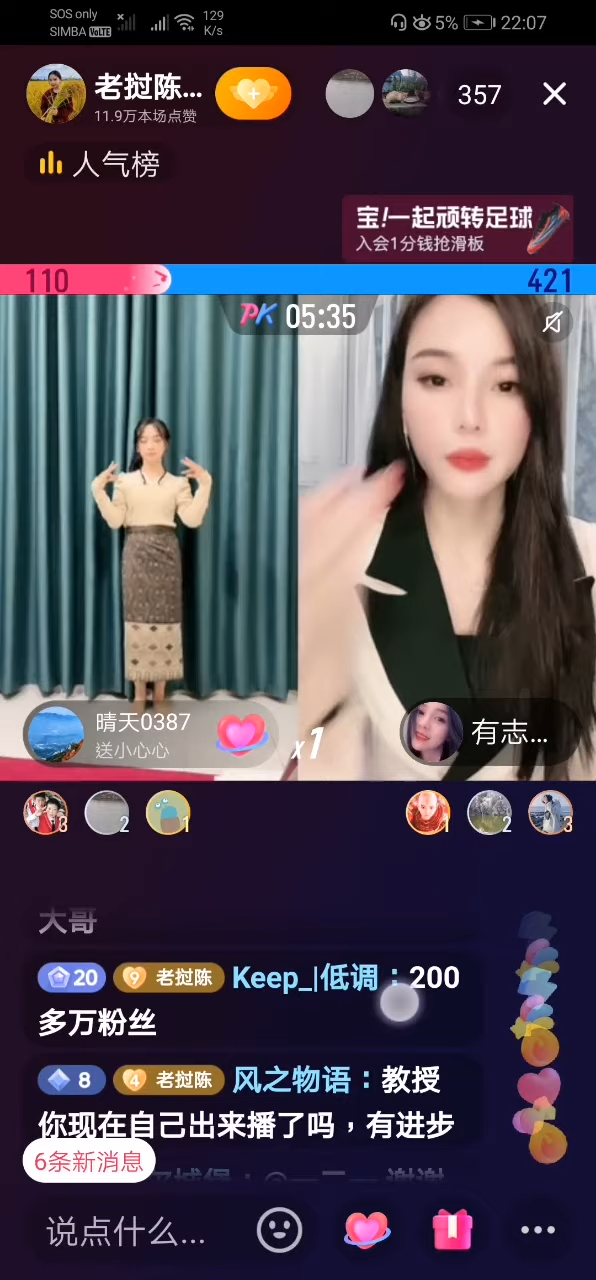 SOS only
SIMBA VoLTE
129
K/s
5%
22:07
老挝陈...
11.9万本场点赞
357
人气榜
宝!一起顽转足球
入会1分钱抢滑板
110
421
PK 05:35
晴天0387
送小心心
x1
有志...
3
2
1
1
2
3
大哥
20 9 老挝陈 Keep_|低调：200
多万粉丝
8 4 老挝陈 风之物语：教授
你现在自己出来播了吗，有进步
6条新消息
说点什么...